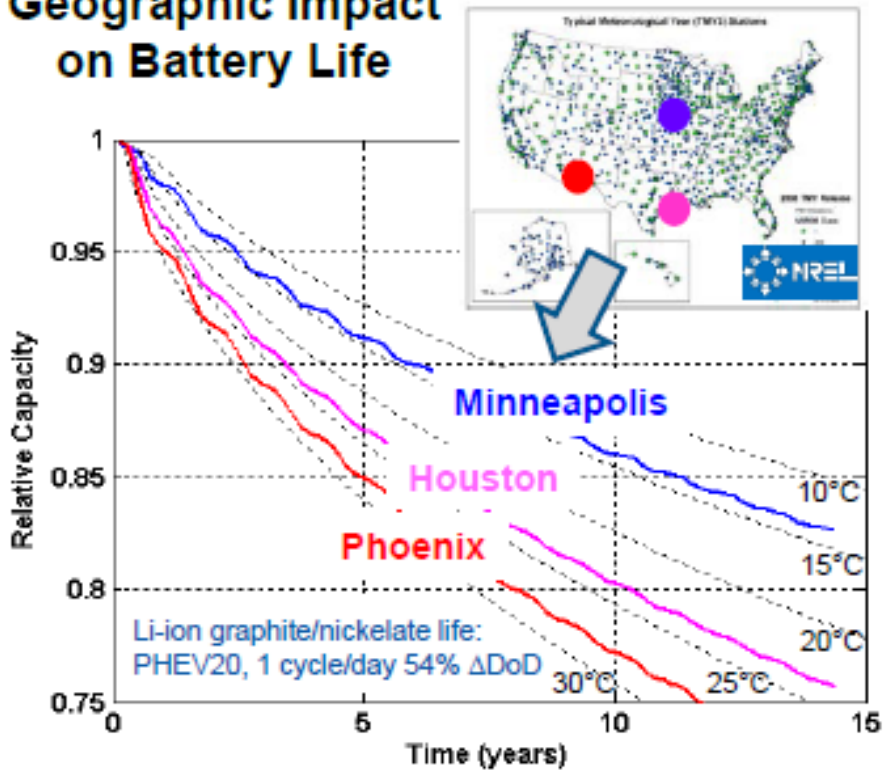 Geographic Impact
on Battery Life
Typical Meteorological Year (TMY3) Stations
NREL
1
0.95
0.9
0.85
0.8
0.75
Relative Capacity
Minneapolis
Houston
Phoenix
10°C
15°C
20°C
25°C
30°C
Li-ion graphite/nickelate life:
PHEV20, 1 cycle/day 54% ΔDoD
0
5
10
15
Time (years)